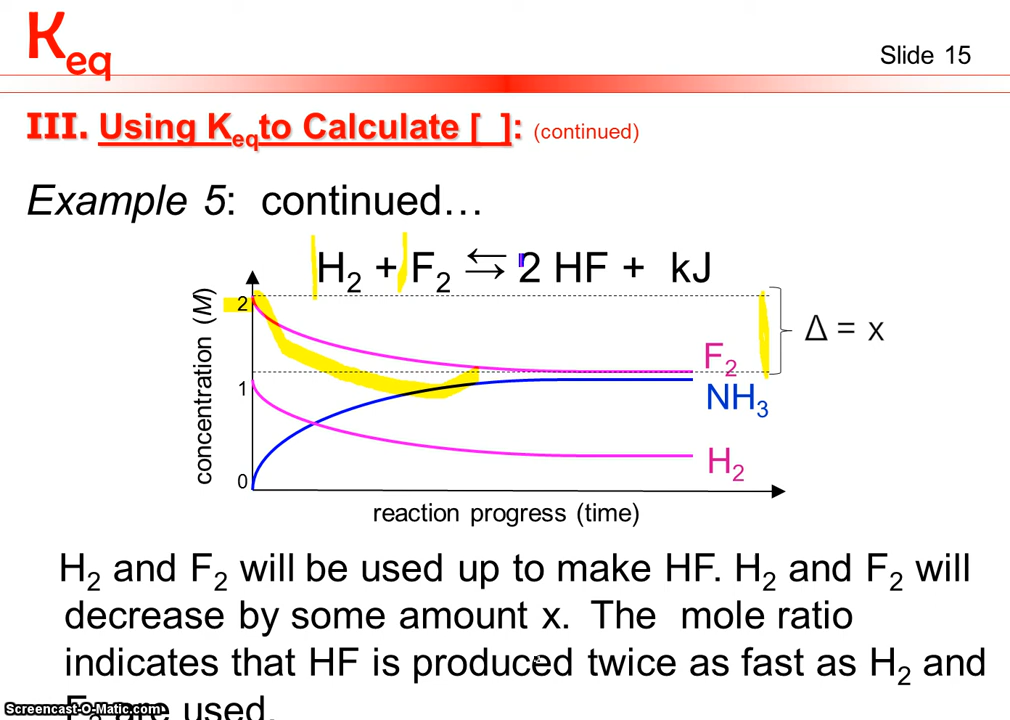 Keq
Slide 15
III. Using Keqto Calculate [ ]: (continued)
Example 5: continued…
H2 + F2 ⇆ 2 HF + kJ
concentration (M)
2
1
0
Δ = x
F2
NH3
H2
reaction progress (time)
H2 and F2 will be used up to make HF. H2 and F2 will
decrease by some amount x. The mole ratio
indicates that HF is produced twice as fast as H2 and
F2 are used.
Screencast-O-Matic.com